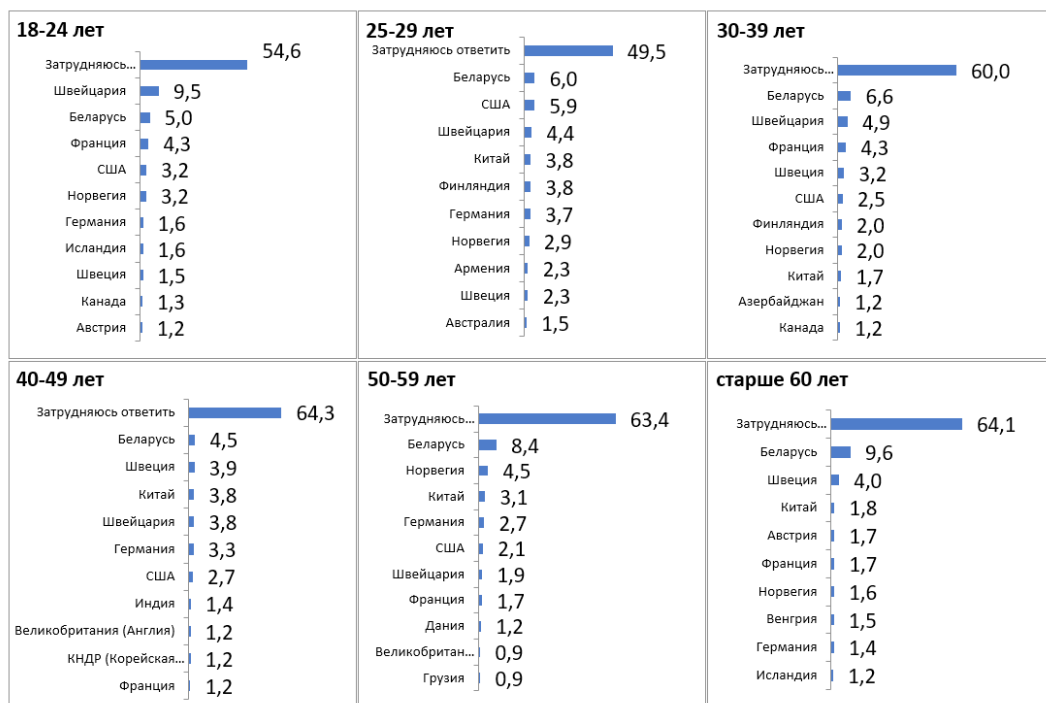 18-24 лет
Затрудняюсь... 54,6
Швейцария 9,5
Беларусь 5,0
Франция 4,3
США 3,2
Норвегия 3,2
Германия 1,6
Исландия 1,6
Швеция 1,5
Канада 1,3
Австрия 1,2
25-29 лет
Затрудняюсь ответить 49,5
Беларусь 6,0
США 5,9
Швейцария 4,4
Китай 3,8
Финляндия 3,8
Германия 3,7
Норвегия 2,9
Армения 2,3
Швеция 2,3
Австралия 1,5
30-39 лет
Затрудняюсь... 60,0
Беларусь 6,6
Швейцария 4,9
Франция 4,3
Швеция 3,2
США 2,5
Финляндия 2,0
Норвегия 2,0
Китай 1,7
Азербайджан 1,2
Канада 1,2
40-49 лет
Затрудняюсь ответить 64,3
Беларусь 4,5
Швеция 3,9
Китай 3,8
Швейцария 3,8
Германия 3,3
США 2,7
Индия 1,4
Великобритания (Англия) 1,2
КНДР (Корейская... 1,2
Франция 1,2
50-59 лет
Затрудняюсь... 63,4
Беларусь 8,4
Норвегия 4,5
Китай 3,1
Германия 2,7
США 2,1
Швейцария 1,9
Франция 1,7
Дания 1,2
Великобритан... 0,9
Грузия 0,9
старше 60 лет
Затрудняюсь... 64,1
Беларусь 9,6
Швеция 4,0
Китай 1,8
Австрия 1,7
Франция 1,7
Норвегия 1,6
Венгрия 1,5
Германия 1,4
Исландия 1,2